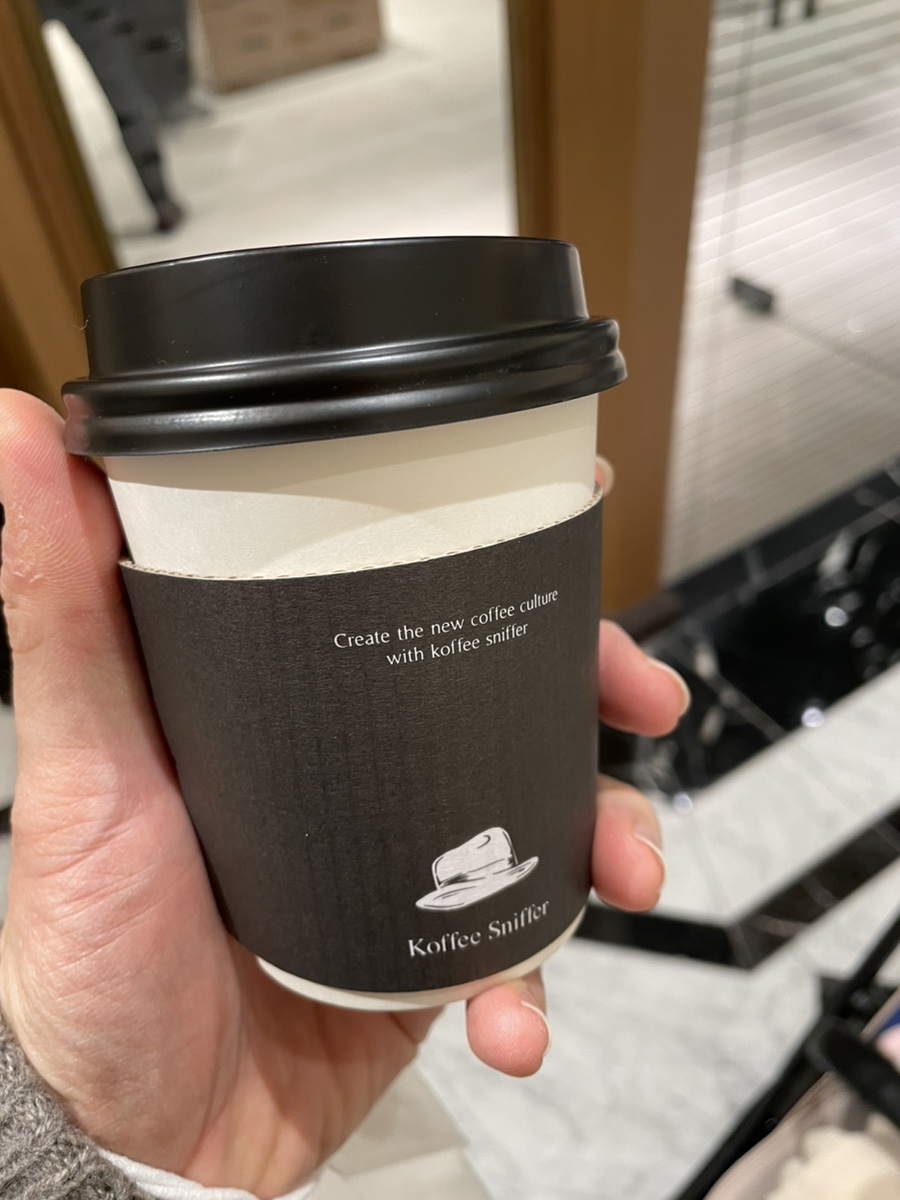 Create the new coffee culture
with koffee sniffer
Koffee Sniffer